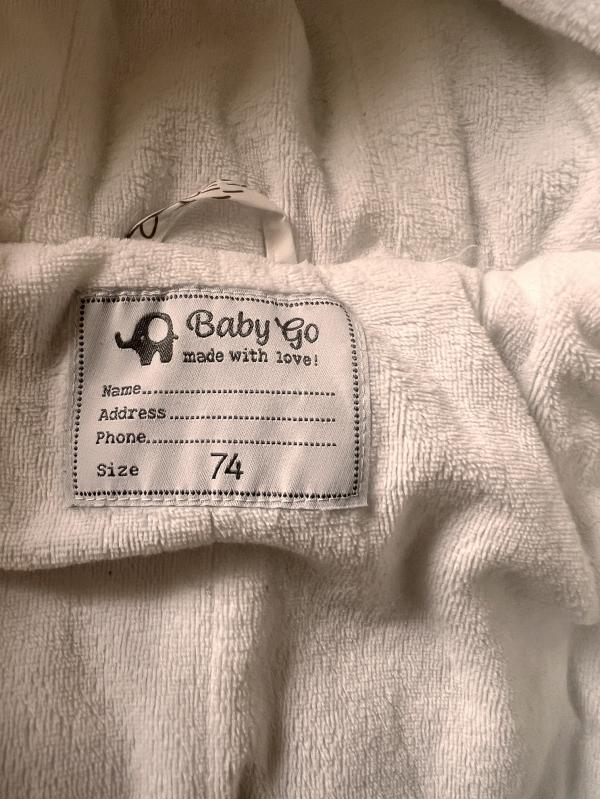 Baby Go
made with love!
Name
Address
Phone
Size 74